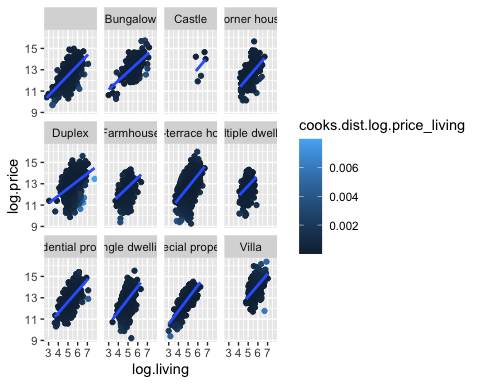 Bungalow Castle orner hous
15
13
11
9
cooks.dist.log.price_living
0.006
0.004
0.002
Duplex Farmhouse -terrace ho ltiple dwell
15
13
11
9
log.price
dential pro ngle dwellin ecial prope Villa
15
13
11
9
3 4 5 6 7 3 4 5 6 7 3 4 5 6 7 3 4 5 6 7
log.living